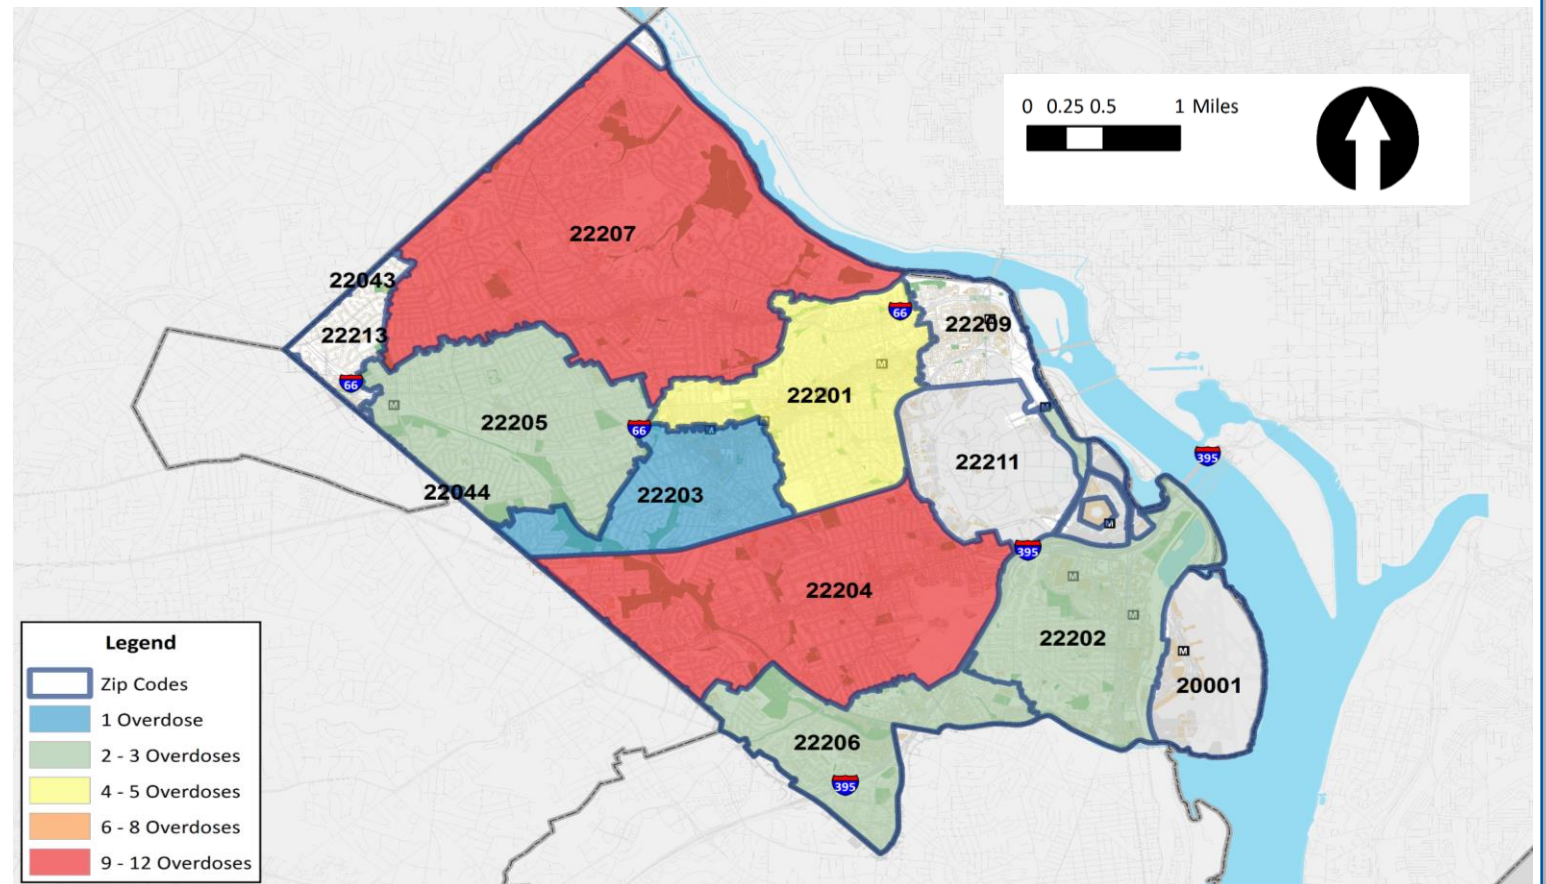 0 0.25 0.5 1 Miles
22207
22043
66
22209
22213
66
M
22201
M
M
22205
66
M
M
M
395
22211
22044
22203
M
395
22204
M
M
22202
M
20001
22206
395
Legend
Zip Codes
1 Overdose
2 - 3 Overdoses
4 - 5 Overdoses
6 - 8 Overdoses
9 - 12 Overdoses